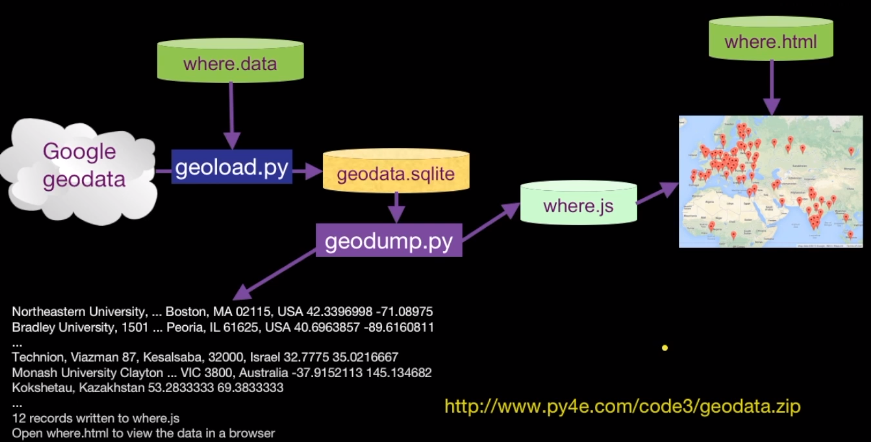 where.data
where.html
Google
geodata
geoload.py
geodata.sqlite
where.js
geodump.py
Northeastern University, ... Boston, MA 02115, USA 42.3396998 -71.08975
Bradley University, 1501 ... Peoria, IL 61625, USA 40.6963857 -89.6160811
...
Technion, Viazman 87, Kesalsaba, 32000, Israel 32.7775 35.0216667
Monash University Clayton ... VIC 3800, Australia -37.9152113 145.134682
Kokshetau, Kazakhstan 53.2833333 69.3833333
...
12 records written to where.js
Open where.html to view the data in a browser
http://www.py4e.com/code3/geodata.zip